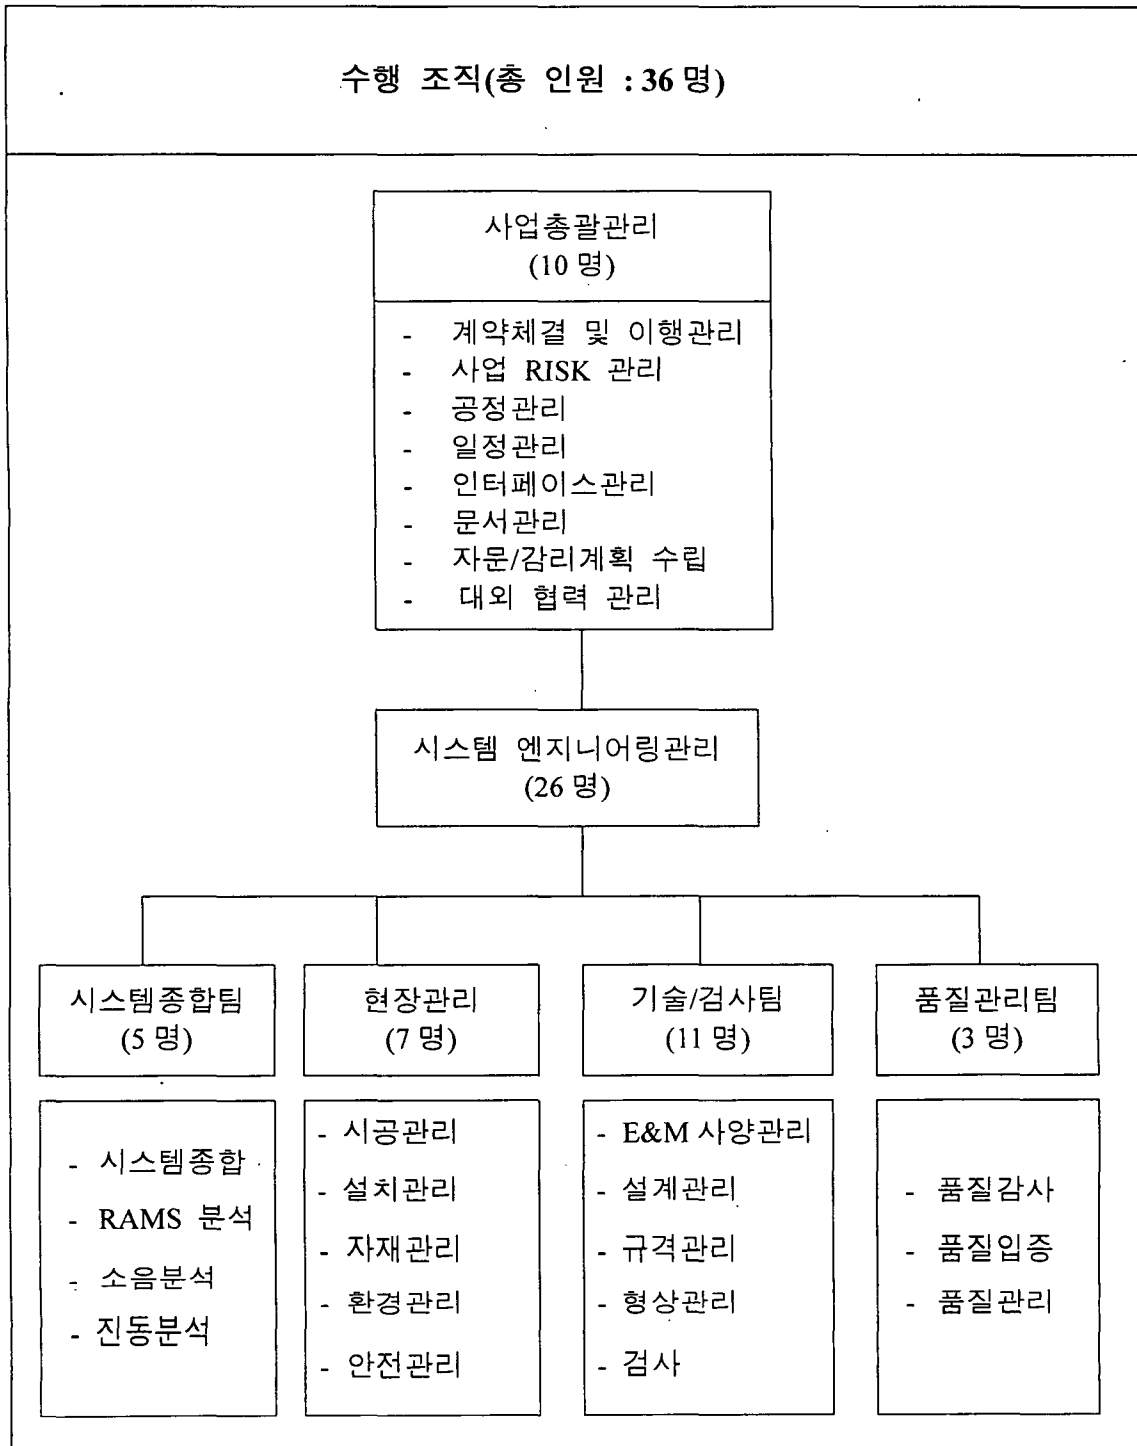 수행 조직(총 인원 : 36 명)
사업총괄관리
(10 명)
- 계약체결 및 이행관리
- 사업 RISK 관리
- 공정관리
- 일정관리
- 인터페이스관리
- 문서관리
- 자문/감리계획 수립
- 대외 협력 관리
시스템 엔지니어링관리
(26 명)
시스템종합팀
(5 명)
- 시스템종합
- RAMS 분석
- 소음분석
- 진동분석
현장관리
(7 명)
- 시공관리
- 설치관리
- 자재관리
- 환경관리
- 안전관리
기술/검사팀
(11 명)
- E&M 사양관리
- 설계관리
- 규격관리
- 형상관리
- 검사
품질관리팀
(3 명)
- 품질감사
- 품질입증
- 품질관리